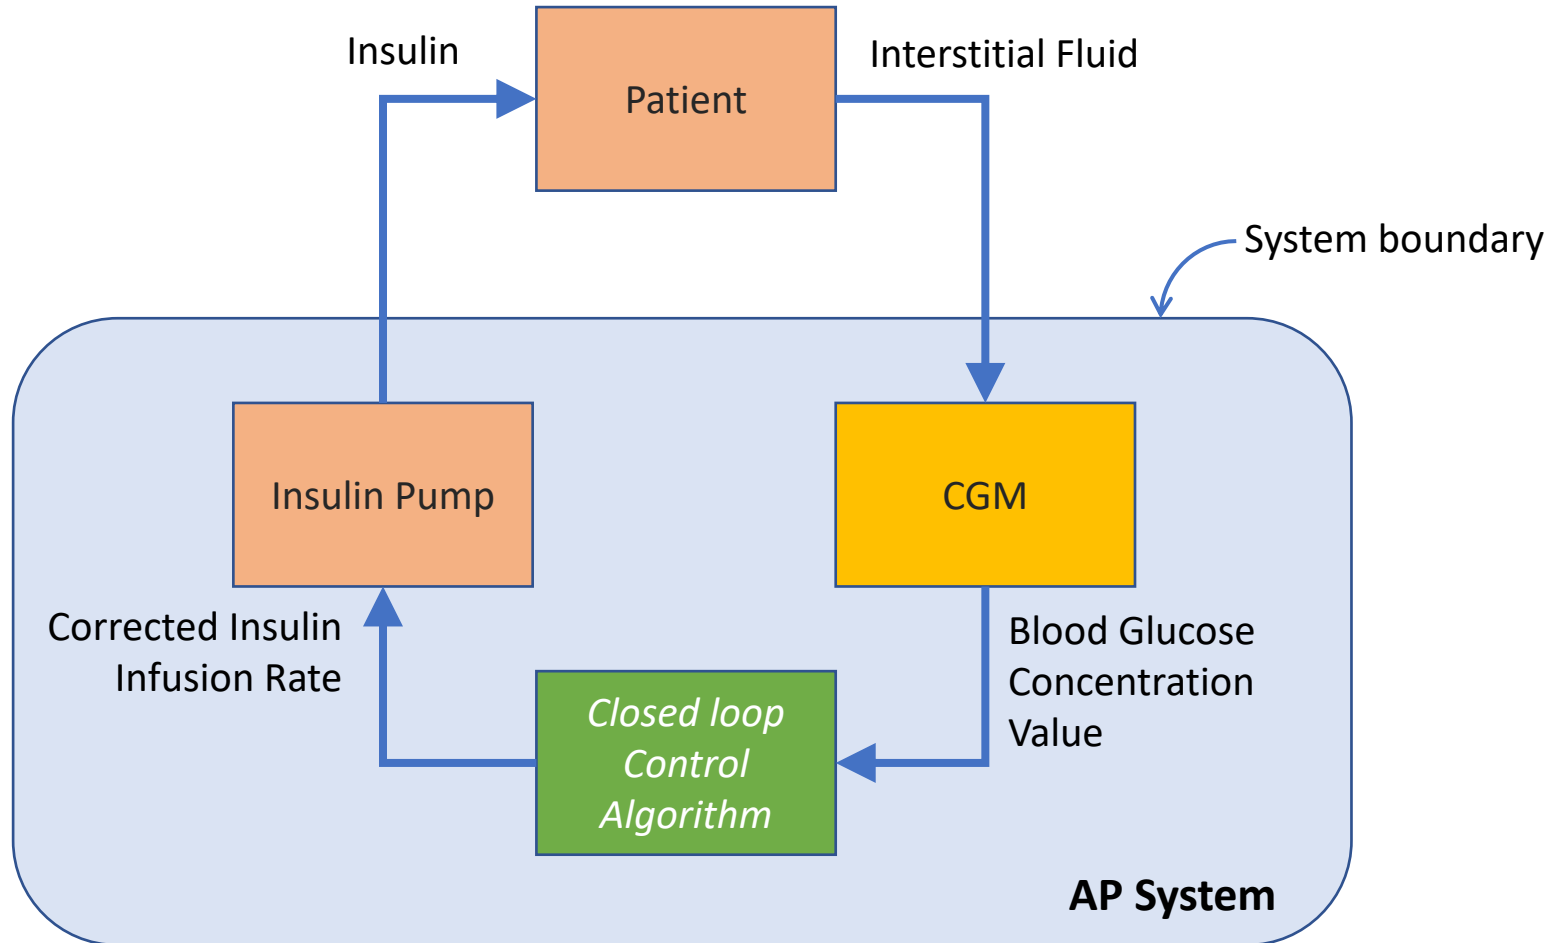 Insulin
Patient
Interstitial Fluid
System boundary
Insulin Pump
CGM
Corrected Insulin
Infusion Rate
Closed loop
Control
Algorithm
Blood Glucose
Concentration
Value
AP System